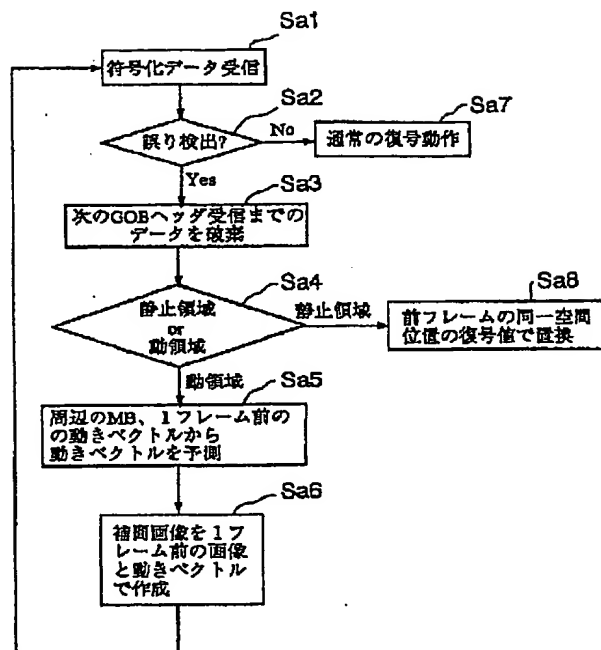 Sa1
符号化データ受信
Sa2
誤り検出?
No
Sa7
通常の復号動作
Yes
Sa3
次のGOBヘッダ受信までの
データを破棄
Sa4
静止領域
or
動領域
静止領域
Sa8
前フレームの同一空間
位置の復号値で置換
動領域
Sa5
周辺のMB、1フレーム前の
の動きベクトルから
動きベクトルを予測
Sa6
補間画像を1フ
レーム前の画像
と動きベクトル
で作成